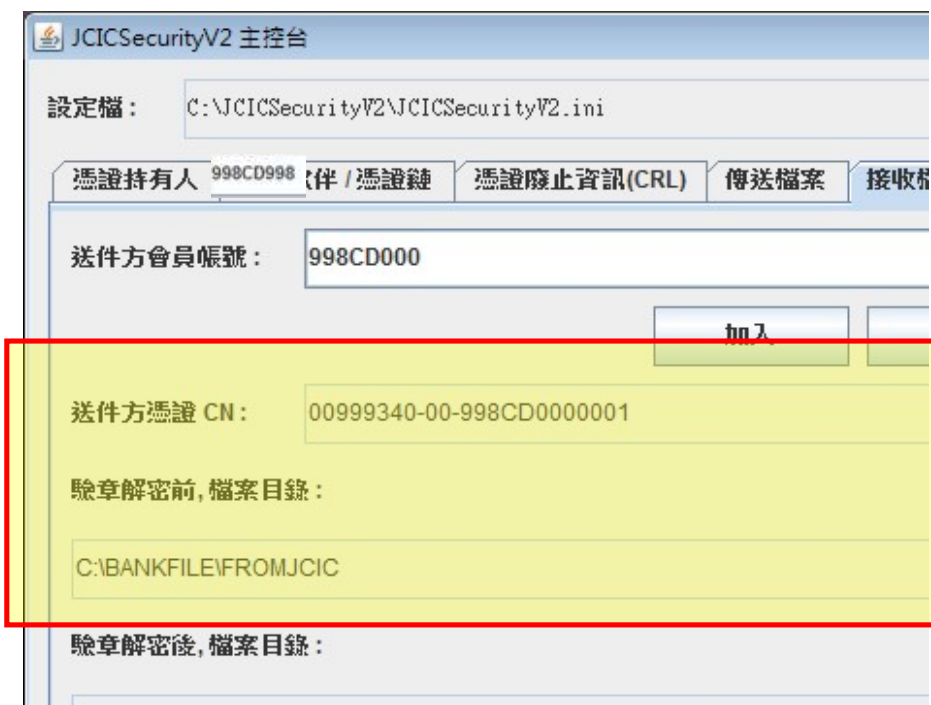 JCICSecurityV2 主控台
設定檔： C:\JCICSecurityV2\JCICSecurityV2.ini
憑證持有人 998CD998 伴 / 憑證鏈 憑證廢止資訊(CRL) 傳送檔案 接收檔
送件方會員帳號： 998CD000
加入
送件方憑證 CN： 00999340-00-998CD0000001
驗章解密前, 檔案目錄：
C:\BANKFILE\FROMJCIC
驗章解密後, 檔案目錄：